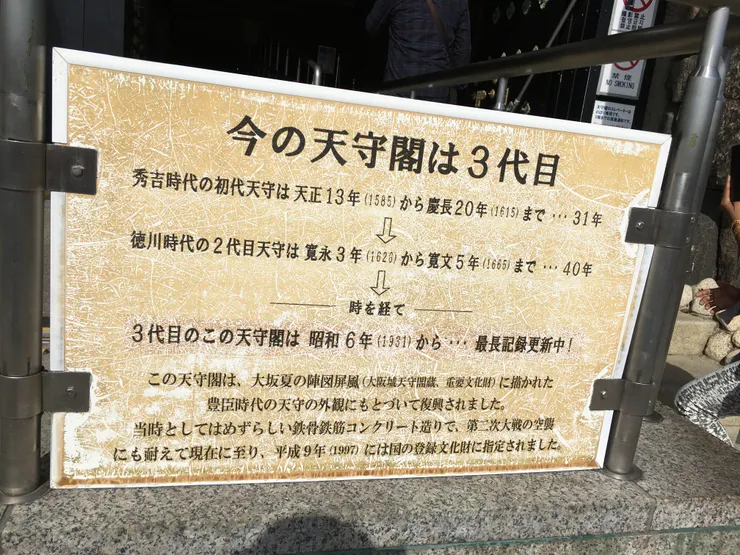 今の天守閣は3代目
秀吉時代の初代天守は 天正13年(1585)から慶長20年(1615)まで･･･31年
徳川時代の2代目天守は 寛永3年(1626)から寛文5年(1665)まで･･･40年
時を経て
3代目のこの天守閣は 昭和6年(1931)から･･･ 最長記録更新中!
この天守閣は、大坂夏の陣図屏風(大阪城天守閣蔵、重要文化財)に描かれた
豊臣時代の天守の外観にもとづいて復興されました。
当時としてはめずらしい鉄骨鉄筋コンクリート造りで、第二次大戦の空襲
にも耐えて現在に至り、平成9年(1997)には国の登録文化財に指定されました。
禁煙
NO SMOKING